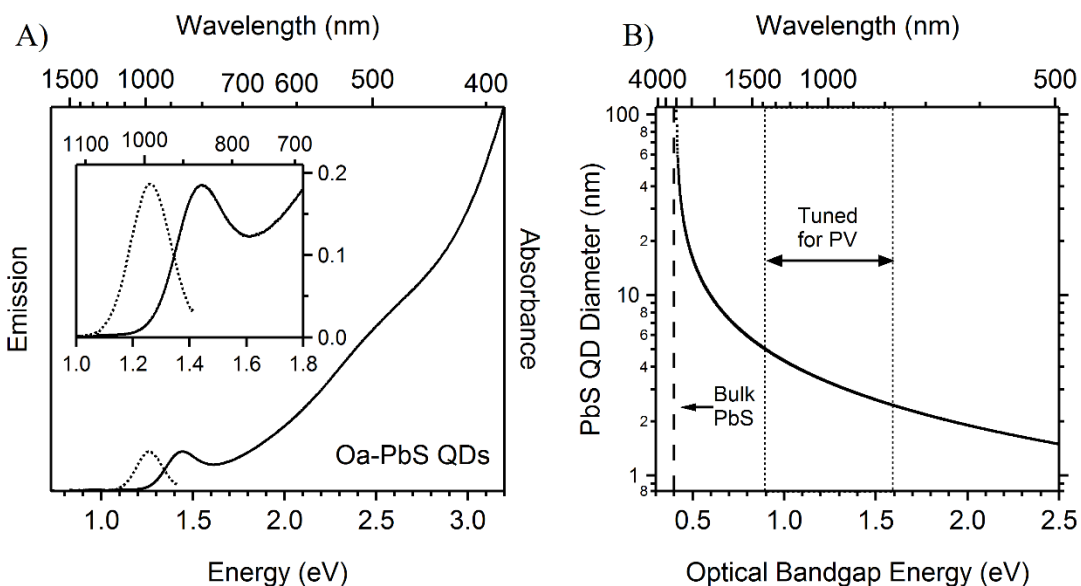 A)
Wavelength (nm)
1500 1000 700 600 500 400
1100 1000 800 700
0.2
0.1
0.0
1.0 1.2 1.4 1.6 1.8
Emission
Absorbance
Oa-PbS QDs
1.0 1.5 2.0 2.5 3.0
Energy (eV)
B)
Wavelength (nm)
4000 1500 1000 500
100
8
6
4
2
10
8
6
4
2
1
8
PbS QD Diameter (nm)
Tuned
for PV
Bulk
PbS
0.5 1.0 1.5 2.0 2.5
Optical Bandgap Energy (eV)